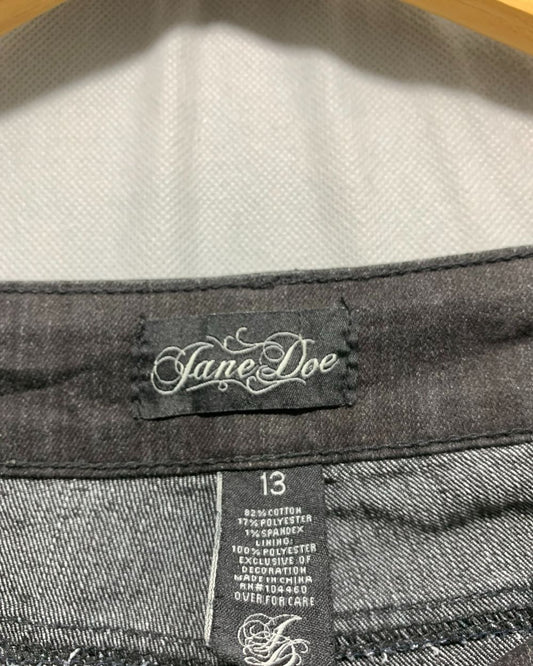 Jane Doe
13
82% COTTON
17% POLYESTER
1% SPANDEX
LINING:
100% POLYESTER
EXCLUSIVE OF
DECORATION
MADE IN CHINA
RN#104460
OVER FOR CARE
JD